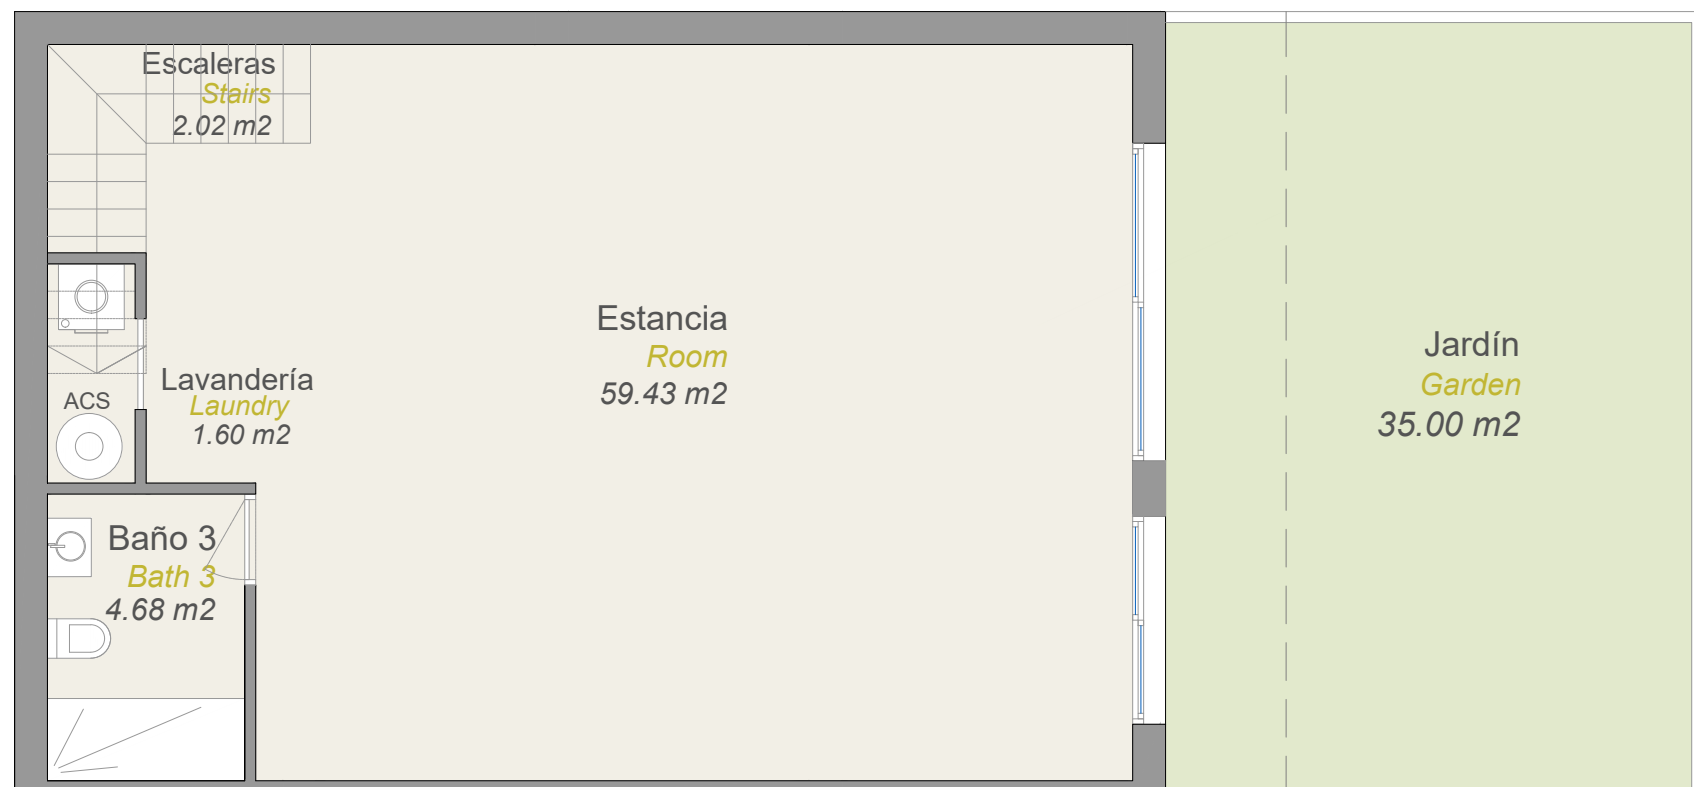 Escaleras
Stairs
2.02 m2
Estancia
Room
59.43 m2
Jardín
Garden
35.00 m2
Lavandería
Laundry
1.60 m2
ACS
Baño 3
Bath 3
4.68 m2